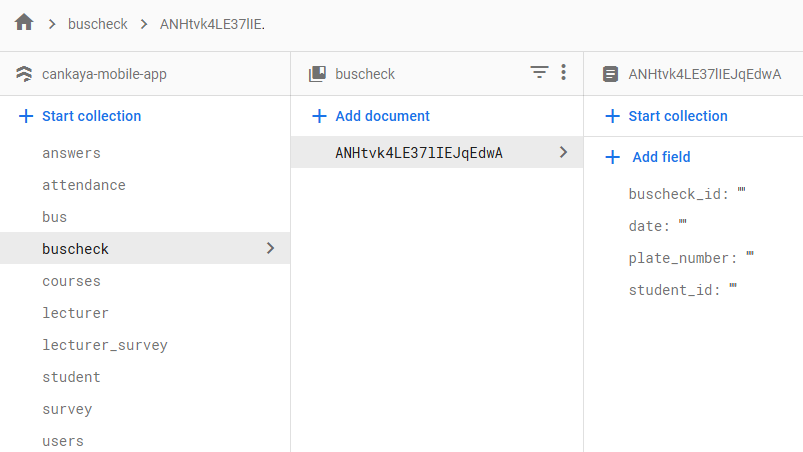 buscheck ANHtvk4LE37lIE.
cankaya-mobile-app
Start collection
answers
attendance
bus
buscheck
courses
lecturer
lecturer_survey
student
survey
users
buscheck
Add document
ANHtvk4LE37lIEJqEdwA
ANHtvk4LE37lIEJqEdwA
Start collection
Add field
buscheck_id: ""
date: ""
plate_number: ""
student_id: ""